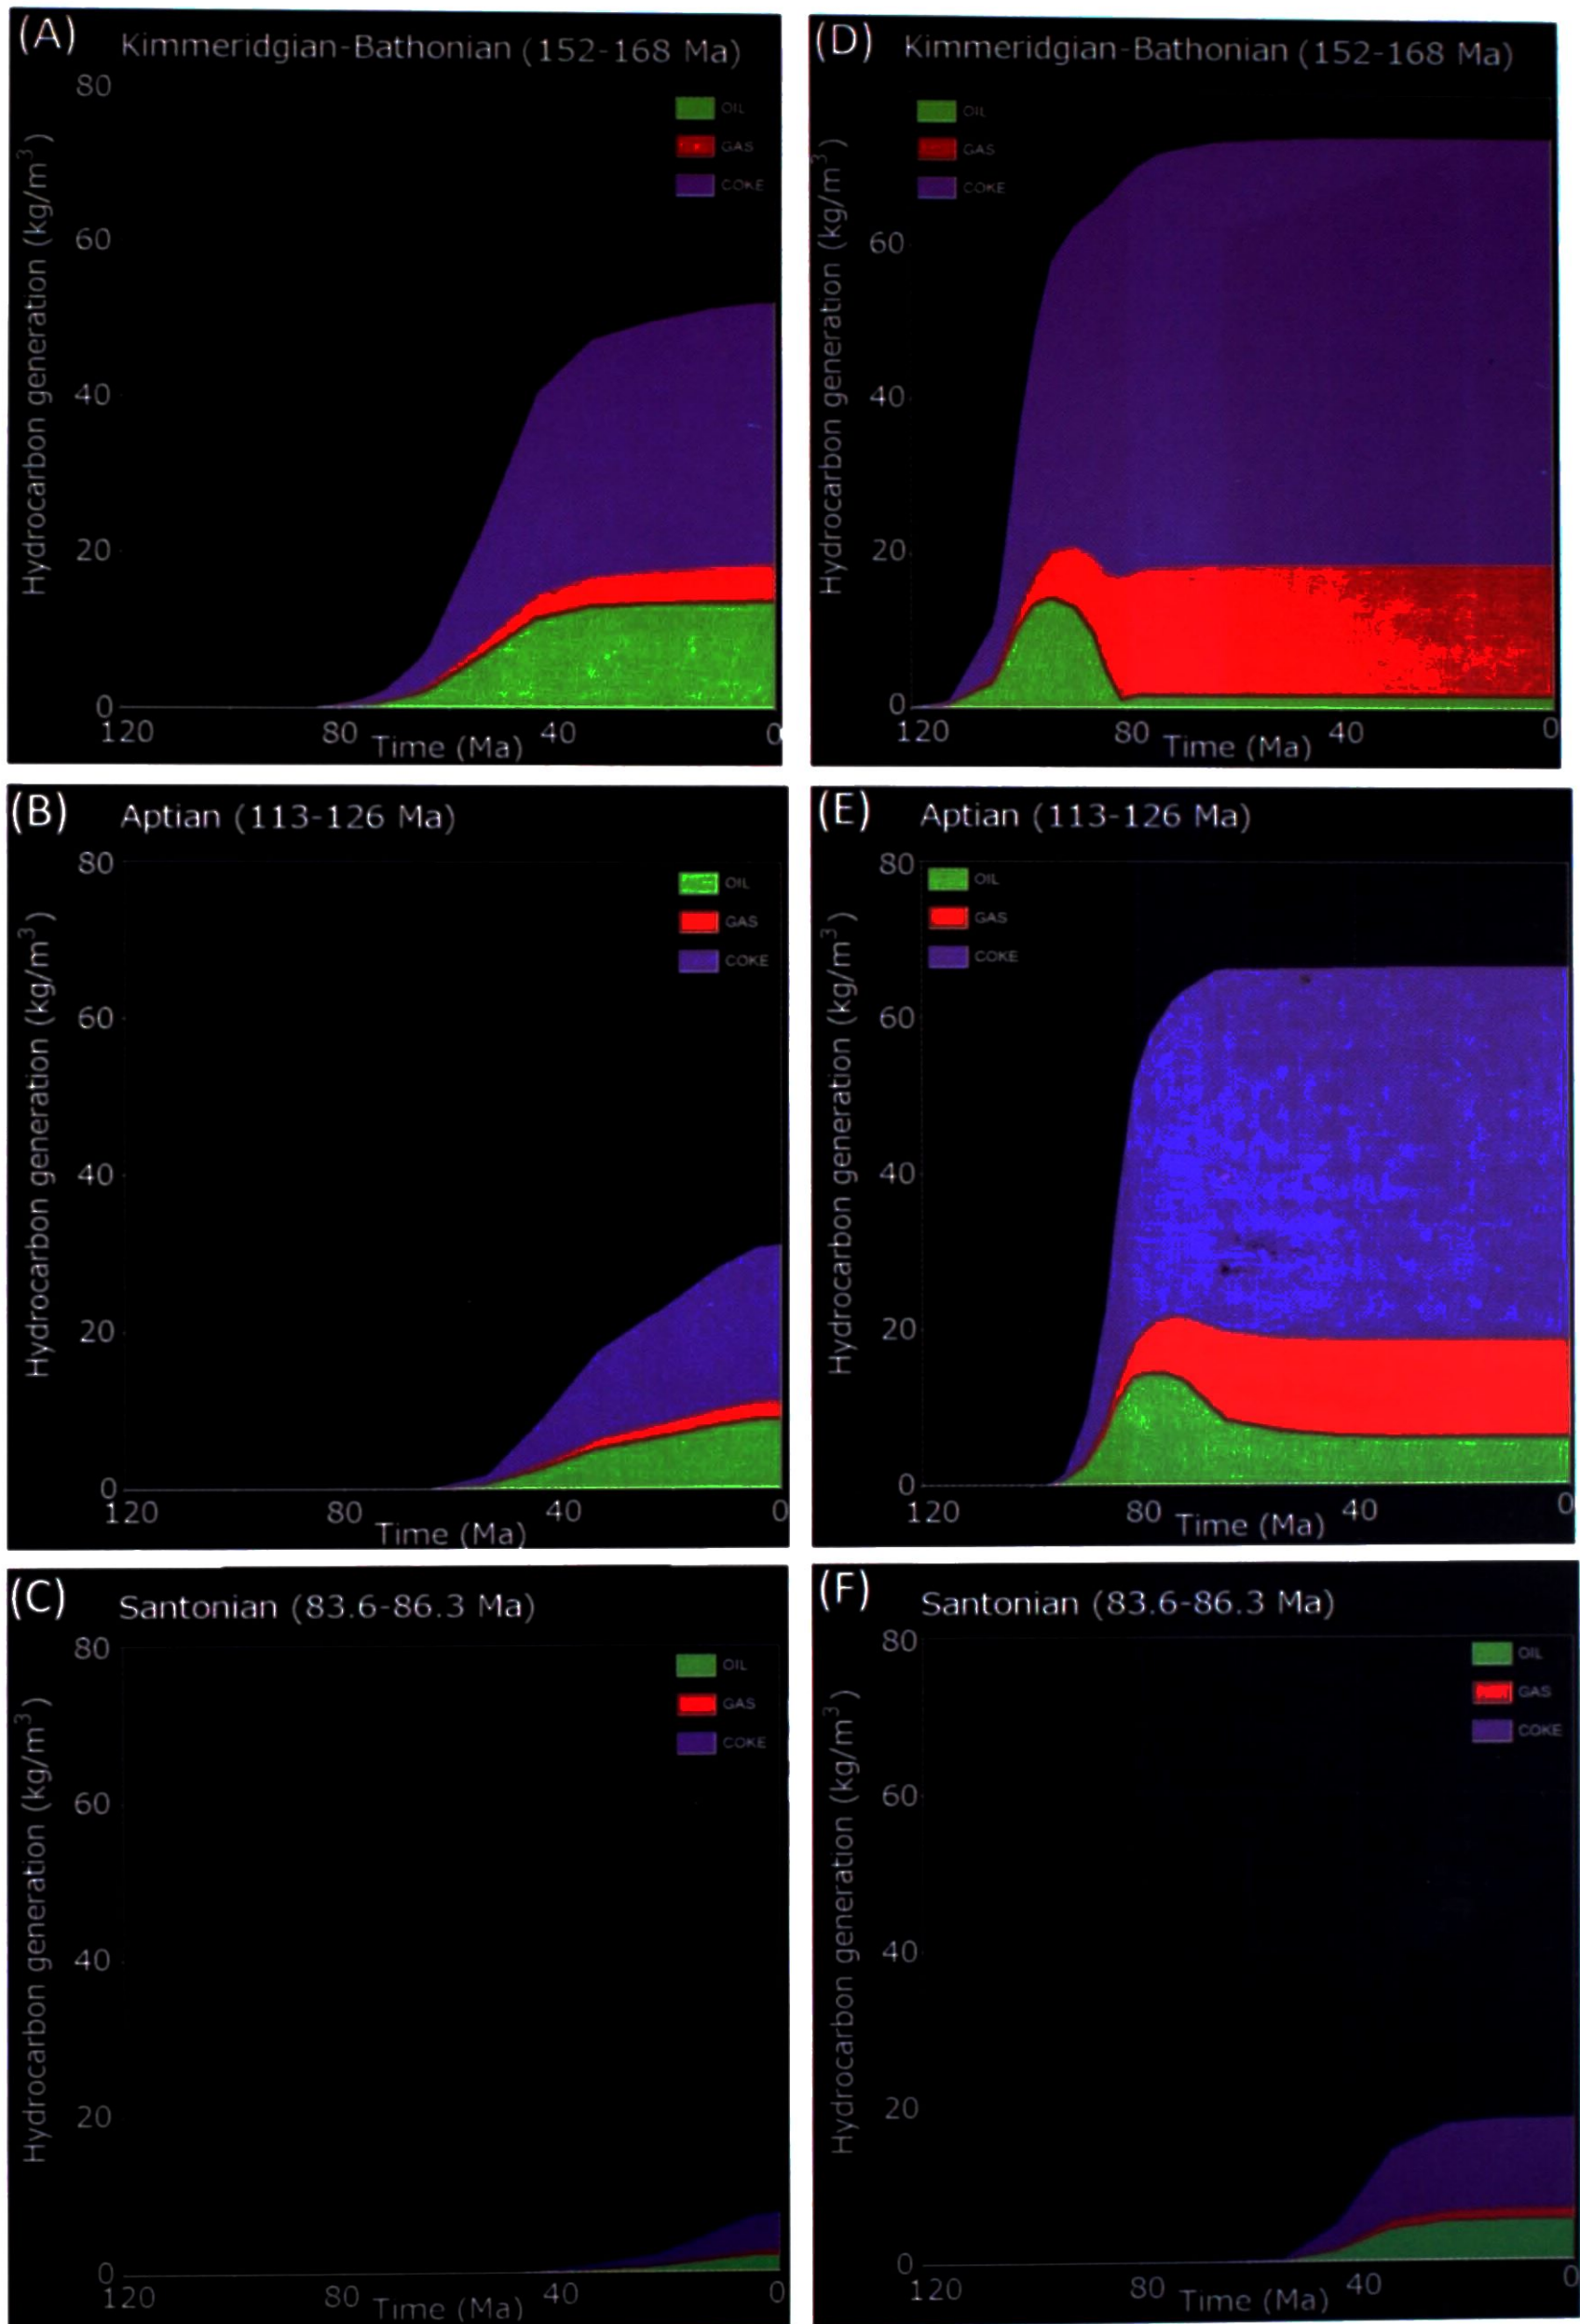 (A) Kimmeridgian-Bathonian (152-168 Ma)
80
60
40
20
0
Hydrocarbon generation (kg/m³)
OIL
GAS
COKE
120 80 40 0
Time (Ma)
(D) Kimmeridgian-Bathonian (152-168 Ma)
60
40
20
0
Hydrocarbon generation (kg/m³)
OIL
GAS
COKE
120 80 40 0
Time (Ma)
(B) Aptian (113-126 Ma)
80
60
40
20
0
Hydrocarbon generation (kg/m³)
OIL
GAS
COKE
120 80 40 0
Time (Ma)
(E) Aptian (113-126 Ma)
80
60
40
20
0
Hydrocarbon generation (kg/m³)
OIL
GAS
COKE
120 80 40 0
Time (Ma)
(C) Santonian (83.6-86.3 Ma)
80
60
40
20
0
Hydrocarbon generation (kg/m³)
OIL
GAS
COKE
120 80 40 0
Time (Ma)
(F) Santonian (83.6-86.3 Ma)
80
60
40
20
0
Hydrocarbon generation (kg/m³)
OIL
GAS
COKE
120 80 40 0
Time (Ma)